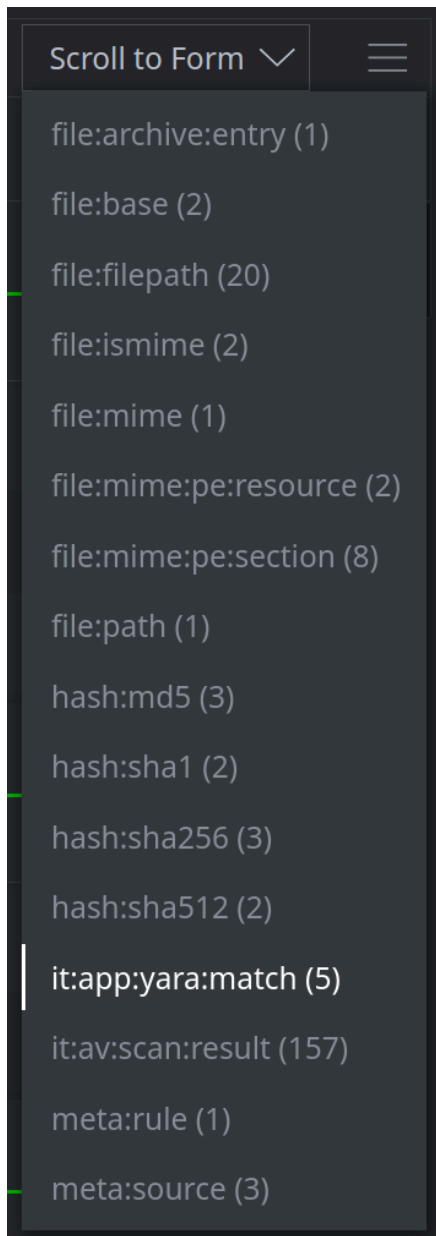 Scroll to Form
file:archive:entry (1)
file:base (2)
file:filepath (20)
file:ismime (2)
file:mime (1)
file:mime:pe:resource (2)
file:mime:pe:section (8)
file:path (1)
hash:md5 (3)
hash:sha1 (2)
hash:sha256 (3)
hash:sha512 (2)
it:app:yara:match (5)
it:av:scan:result (157)
meta:rule (1)
meta:source (3)